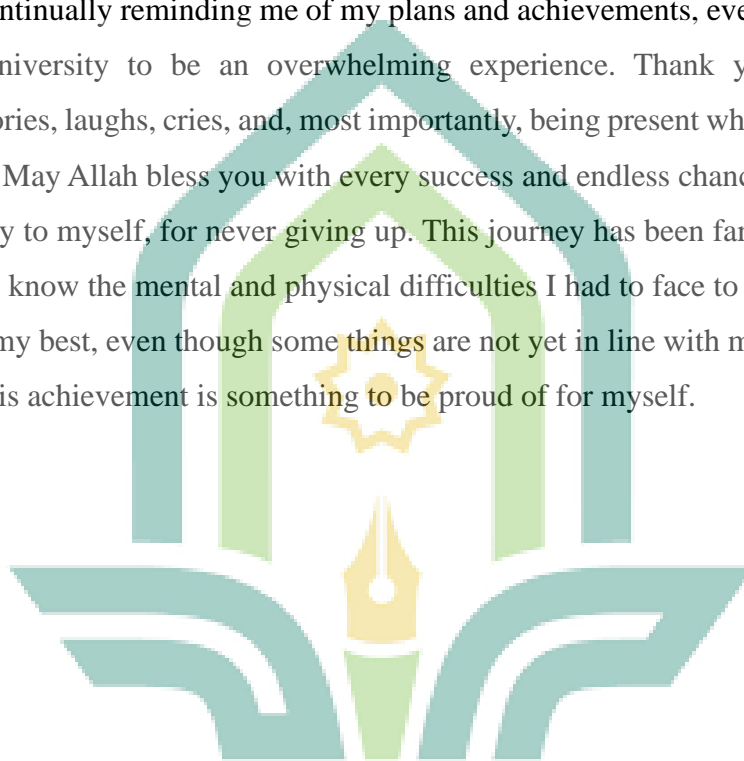 ntinually reminding me of my plans and achievements, eve
niversity to be an overwhelming experience. Thank y
ories, laughs, cries, and, most importantly, being present wh
May Allah bless you with every success and endless chanc
y to myself, for never giving up. This journey has been far
know the mental and physical difficulties I had to face to
my best, even though some things are not yet in line with m
is achievement is something to be proud of for myself.